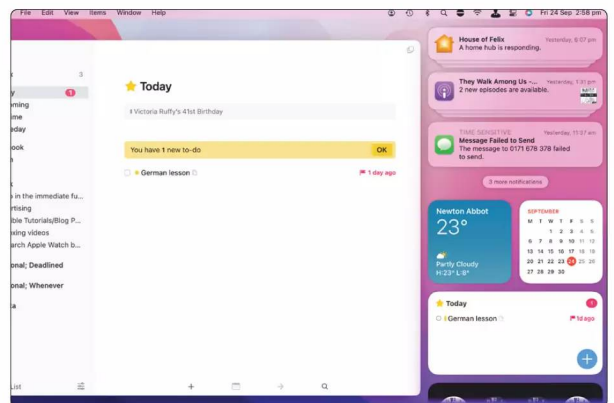 File Edit View Items Window Help
Fri 24 Sep 2:58 pm
3
y 1
ming
me
eday
ook
in the immediate fu...
rtising
ble Tutorials/Blog P...
xing videos
arch Apple Watch b...
onal; Deadlined
onal; Whenever
a
List
Today
Victoria Ruffy's 41st Birthday
You have 1 new to-do OK
German lesson 1 day ago
House of Felix Yesterday, 6:07 pm
A home hub is responding.
They Walk Among Us -... Yesterday, 1:31 pm
2 new episodes are available.
TIME SENSITIVE Yesterday, 11:37 am
Message Failed to Send
The message to 0171 678 378 failed
to send.
3 more notifications
Newton Abbot
23°
Partly Cloudy
H:23° L:8°
SEPTEMBER
M T W T F S S
1 2 3 4 5
6 7 8 9 10 11 12
13 14 15 16 17 18 19
20 21 22 23 24 25 26
27 28 29 30
Today 1
German lesson 1d ago